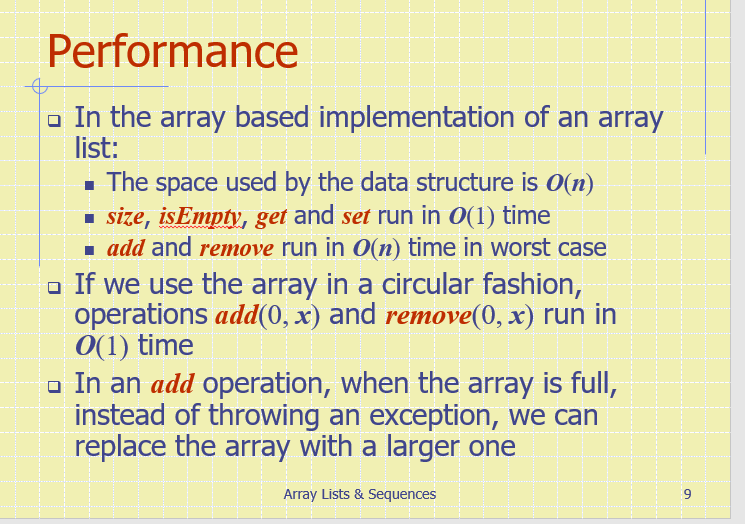 Performance
In the array based implementation of an array
list:
The space used by the data structure is O(n)
size, isEmpty, get and set run in O(1) time
add and remove run in O(n) time in worst case
If we use the array in a circular fashion,
operations add(0, x) and remove(0, x) run in
O(1) time
In an add operation, when the array is full,
instead of throwing an exception, we can
replace the array with a larger one
Array Lists & Sequences
9